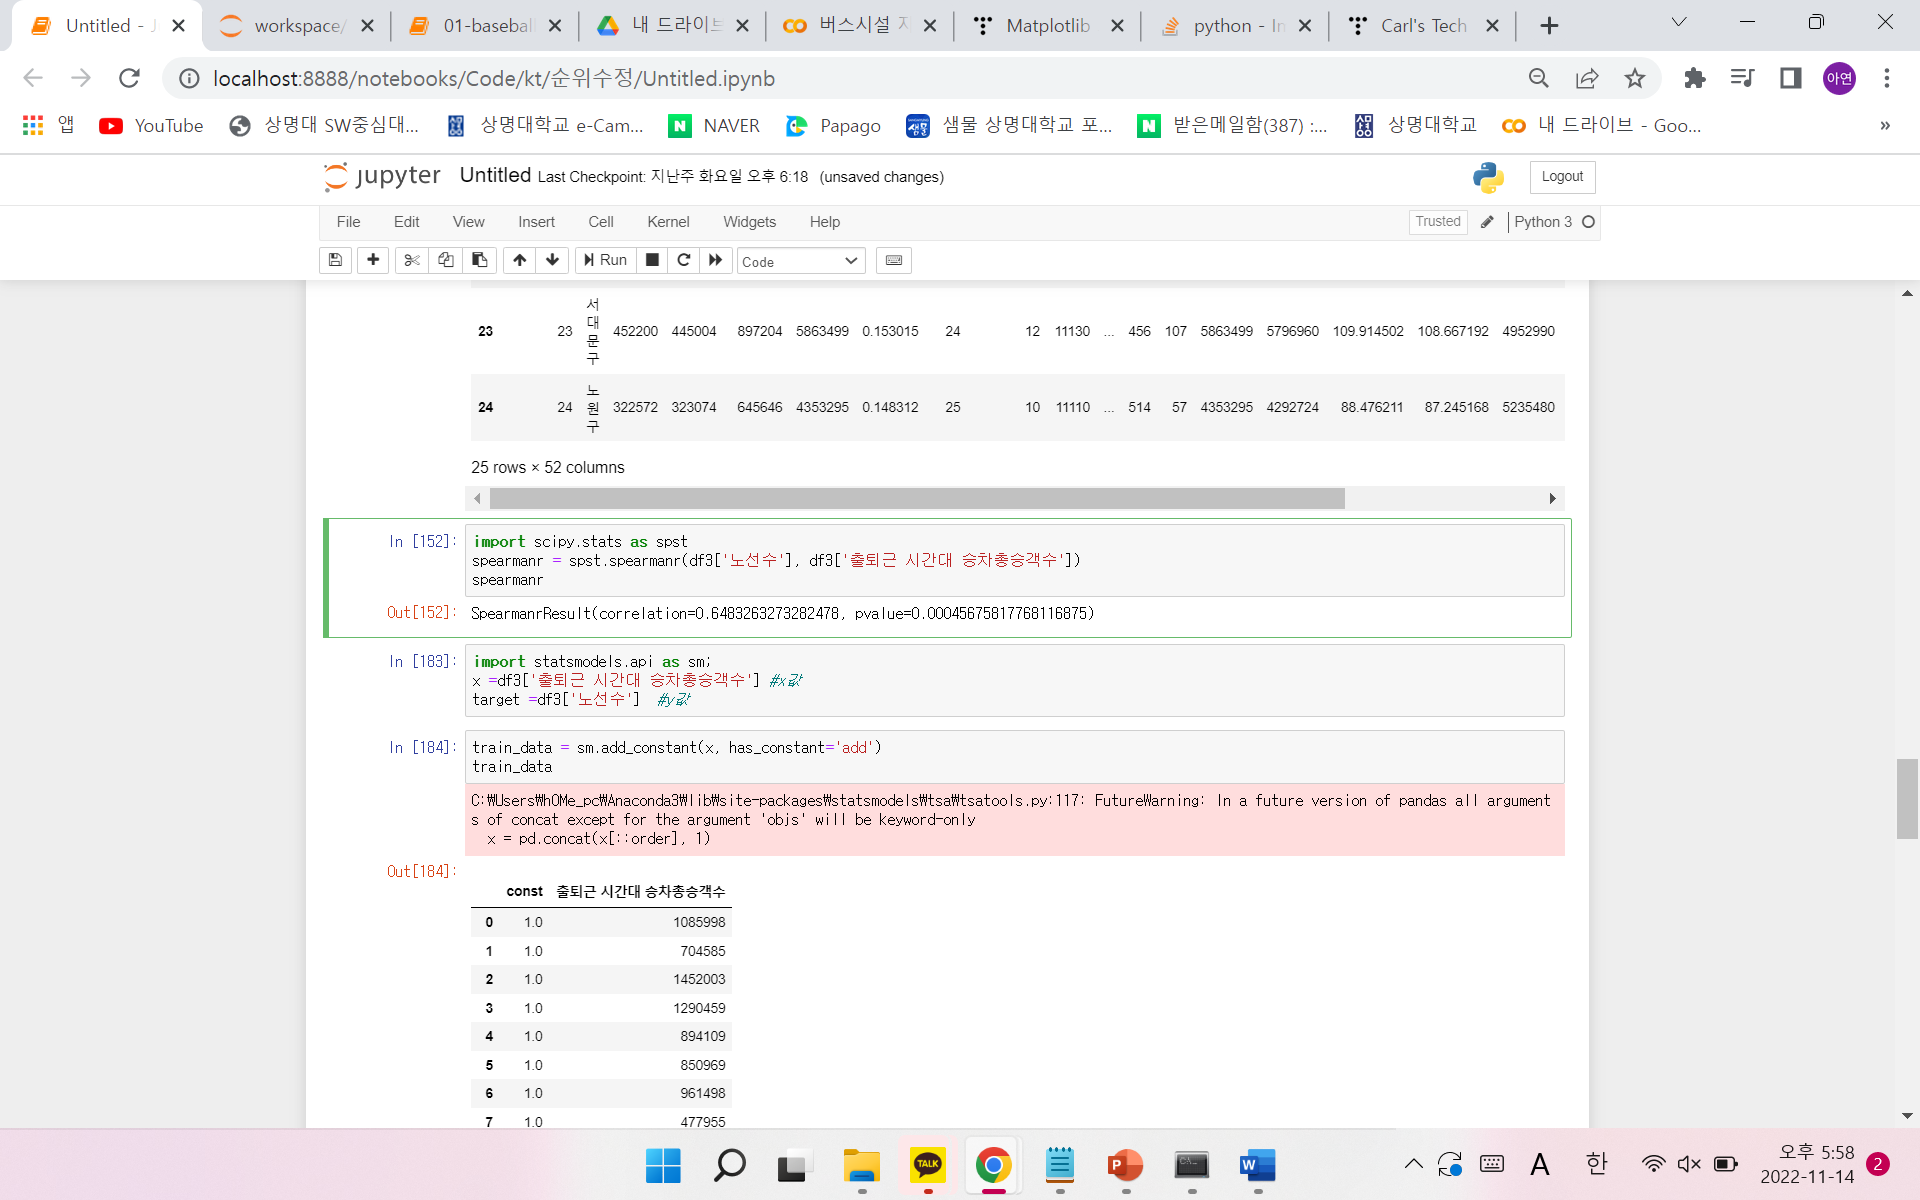 Untitled - J
workspace/
01-baseball
내 드라이브
버스시설 지
Matplotlib
python - In
Carl's Tech
localhost:8888/notebooks/Code/kt/순위수정/Untitled.ipynb
아연
앱
YouTube
상명대 SW중심대...
상명대학교 e-Cam...
NAVER
Papago
샘물 상명대학교 포...
받은메일함(387) :...
상명대학교
내 드라이브 - Goo...
»
jupyter Untitled Last Checkpoint: 지난주 화요일 오후 6:18 (unsaved changes)
Logout
File Edit View Insert Cell Kernel Widgets Help
Trusted
Python 3
Run
Code
23 23 서대문구 452200 445004 897204 5863499 0.153015 24 12 11130 ... 456 107 5863499 5796960 109.914502 108.667192 4952990
24 24 노원구 322572 323074 645646 4353295 0.148312 25 10 11110 ... 514 57 4353295 4292724 88.476211 87.245168 5235480
25 rows × 52 columns
In [152]:
import scipy.stats as spst
spearmanr = spst.spearmanr(df3['노선수'], df3['출퇴근 시간대 승차총승객수'])
spearmanr
Out[152]: SpearmanrResult(correlation=0.6483263273282478, pvalue=0.00045675817768116875)
In [183]:
import statsmodels.api as sm;
x =df3['출퇴근 시간대 승차총승객수'] #x값
target =df3['노선수']  #y값
In [184]:
train_data = sm.add_constant(x, has_constant='add')
train_data
C:₩Users₩hOMe_pc₩Anaconda3₩lib₩site-packages₩statsmodels₩tsa₩tsatools.py:117: FutureWarning: In a future version of pandas all argument
s of concat except for the argument 'objs' will be keyword-only
x = pd.concat(x[::order], 1)
Out[184]:
const 출퇴근 시간대 승차총승객수
0 1.0 1085998
1 1.0 704585
2 1.0 1452003
3 1.0 1290459
4 1.0 894109
5 1.0 850969
6 1.0 961498
7 1.0 477955
TALK
A
한
오후 5:58
2022-11-14
2